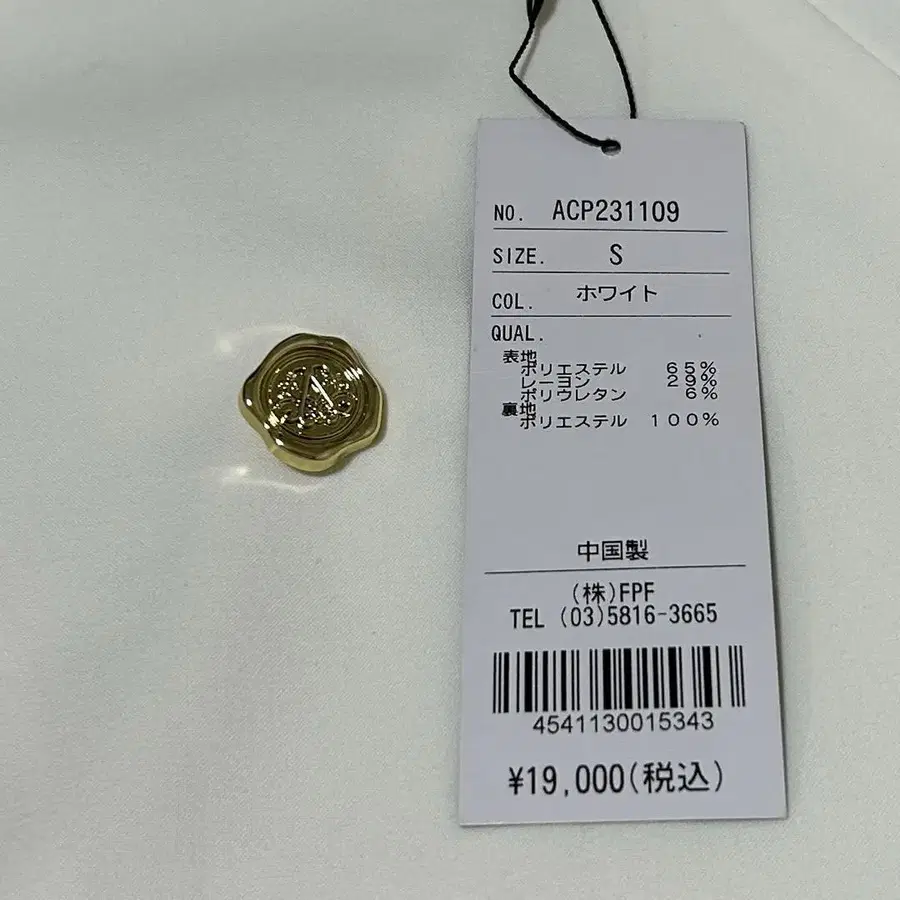 NO. ACP231109
SIZE. S
COL. ホワイト
QUAL.
表地
ポリエステル 65%
レーヨン 29%
ポリウレタン 6%
裏地
ポリエステル 100%
中国製
(株)FPF
TEL (03)5816-3665
4541130015343
¥19,000(税込)
A